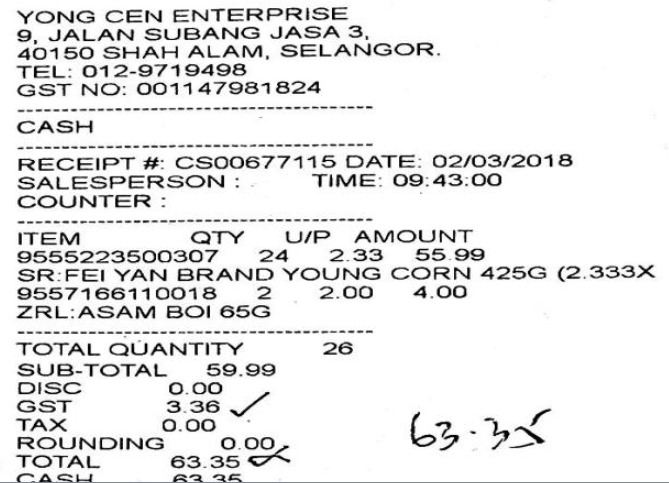 YONG CEN ENTERPRISE
9, JALAN SUBANG JASA 3,
40150 SHAH ALAM, SELANGOR.
TEL: 012-9719498
GST NO: 001147981824
CASH
RECEIPT #: CS00677115 DATE: 02/03/2018
SALESPERSON : TIME: 09:43:00
COUNTER :
ITEM QTY U/P AMOUNT
9555223500307 24 2.33 55.99
SR:FEI YAN BRAND YOUNG CORN 425G (2.333X
9557166110018 2 2.00 4.00
ZRL:ASAM BOI 65G
TOTAL QUANTITY 26
SUB-TOTAL 59.99
DISC 0.00
GST 3.36
TAX 0.00
ROUNDING 0.00
TOTAL 63.35
63.35
CASH 63.35